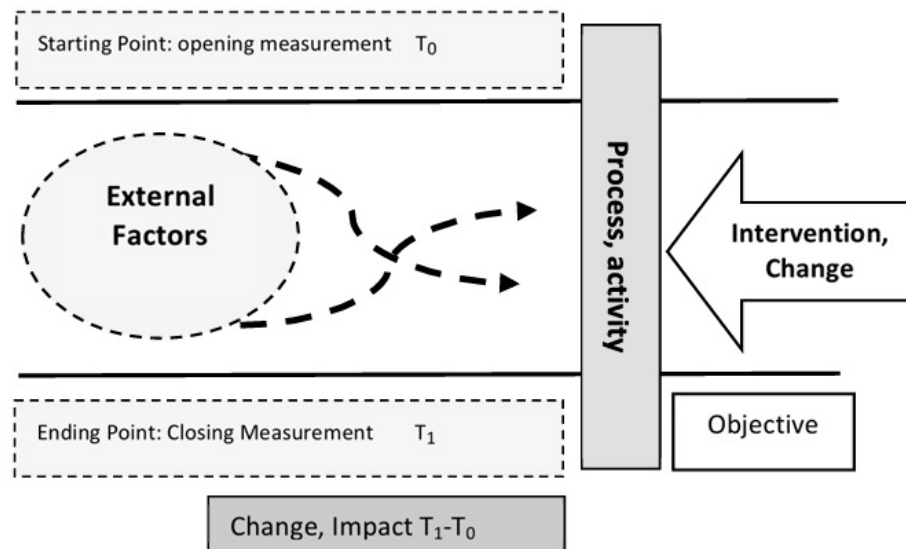 Starting Point: opening measurement T₀
External
Factors
Process, activity
Intervention,
Change
Ending Point: Closing Measurement T₁
Objective
Change, Impact T₁-T₀